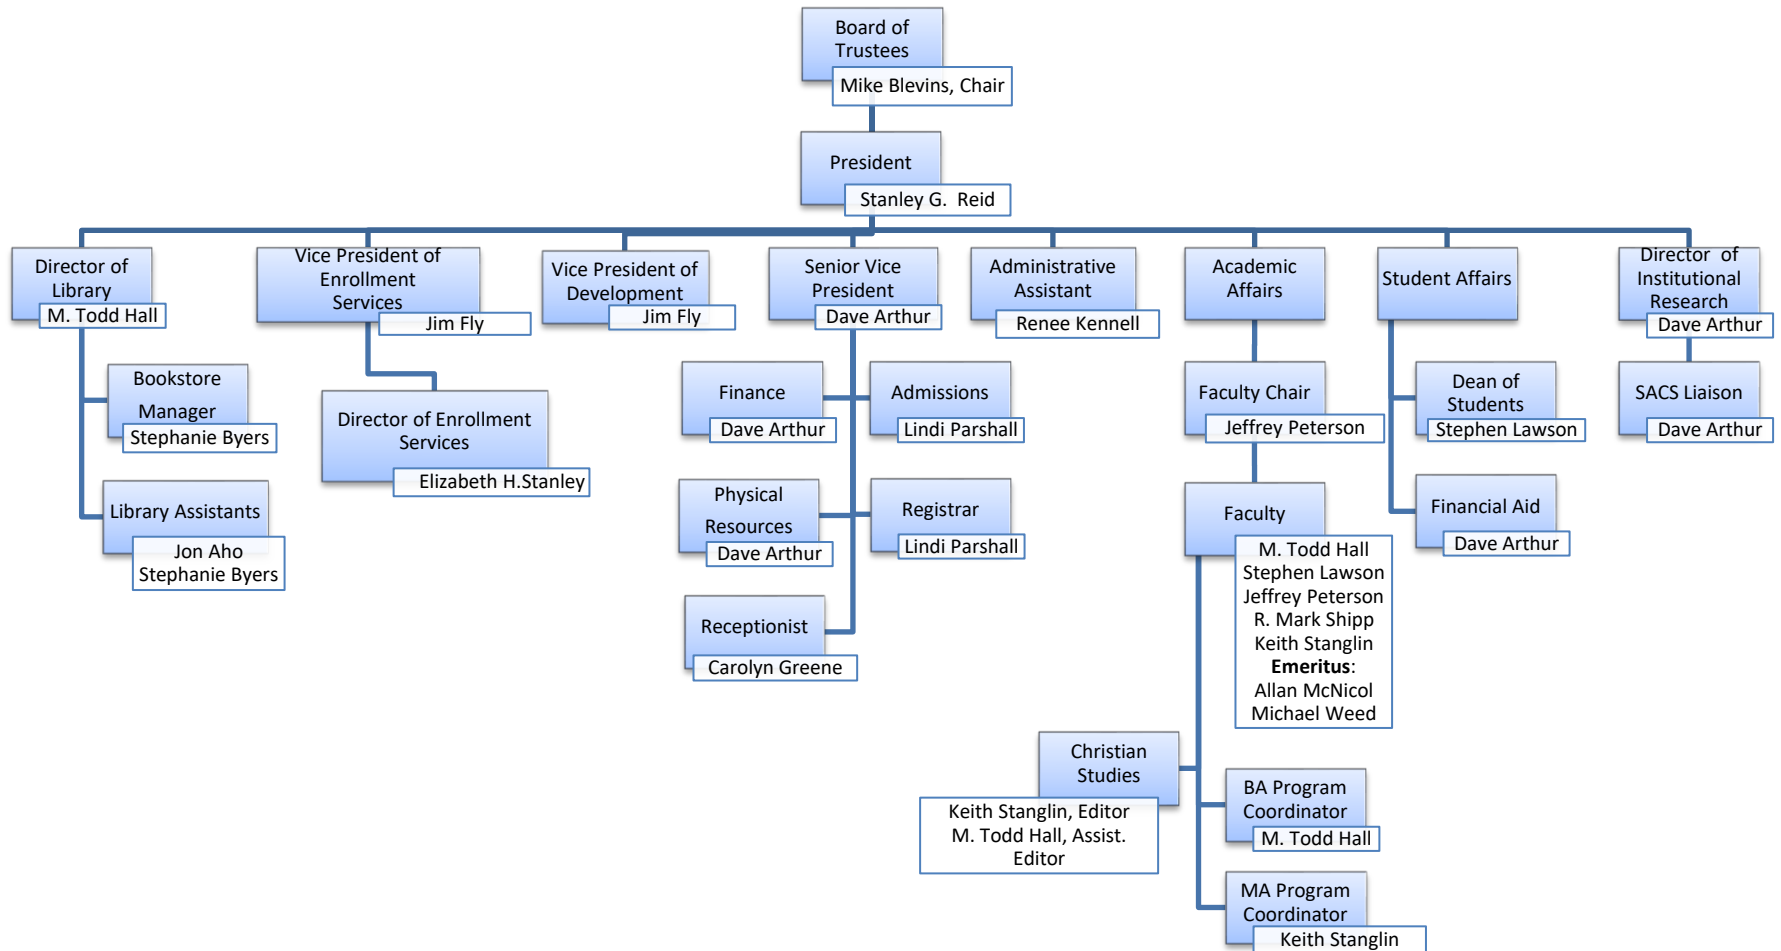 Board of
Trustees
Mike Blevins, Chair
President
Stanley G.  Reid
Director of
Library
M. Todd Hall
Vice President of
Enrollment
Services
Jim Fly
Vice President of
Development
Jim Fly
Senior Vice
President
Dave Arthur
Administrative
Assistant
Renee Kennell
Academic
Affairs
Student Affairs
Director  of
Institutional
Research
Dave Arthur
Bookstore
Manager
Stephanie Byers
Director of Enrollment
Services
Elizabeth H.Stanley
Finance
Dave Arthur
Admissions
Lindi Parshall
Faculty Chair
Jeffrey Peterson
Dean of
Students
Stephen Lawson
SACS Liaison
Dave Arthur
Library Assistants
Jon Aho
Stephanie Byers
Physical
Resources
Dave Arthur
Registrar
Lindi Parshall
Faculty
M. Todd Hall
Stephen Lawson
Jeffrey Peterson
R. Mark Shipp
Keith Stanglin
Emeritus:
Allan McNicol
Michael Weed
Financial Aid
Dave Arthur
Receptionist
Carolyn Greene
Christian
Studies
Keith Stanglin, Editor
M. Todd Hall, Assist.
Editor
BA Program
Coordinator
M. Todd Hall
MA Program
Coordinator
Keith Stanglin